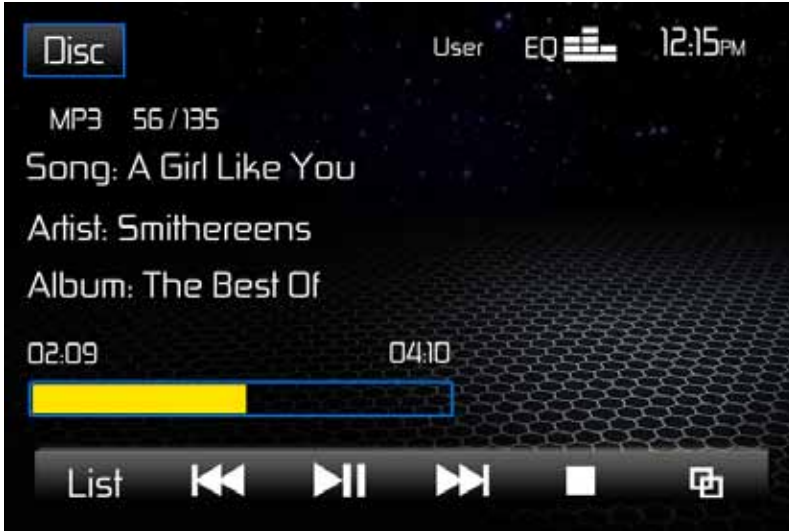 Disc User EQ 12:15PM
MP3 56/135
Song: A Girl Like You
Artist: Smithereens
Album: The Best Of
02:09 04:10
List